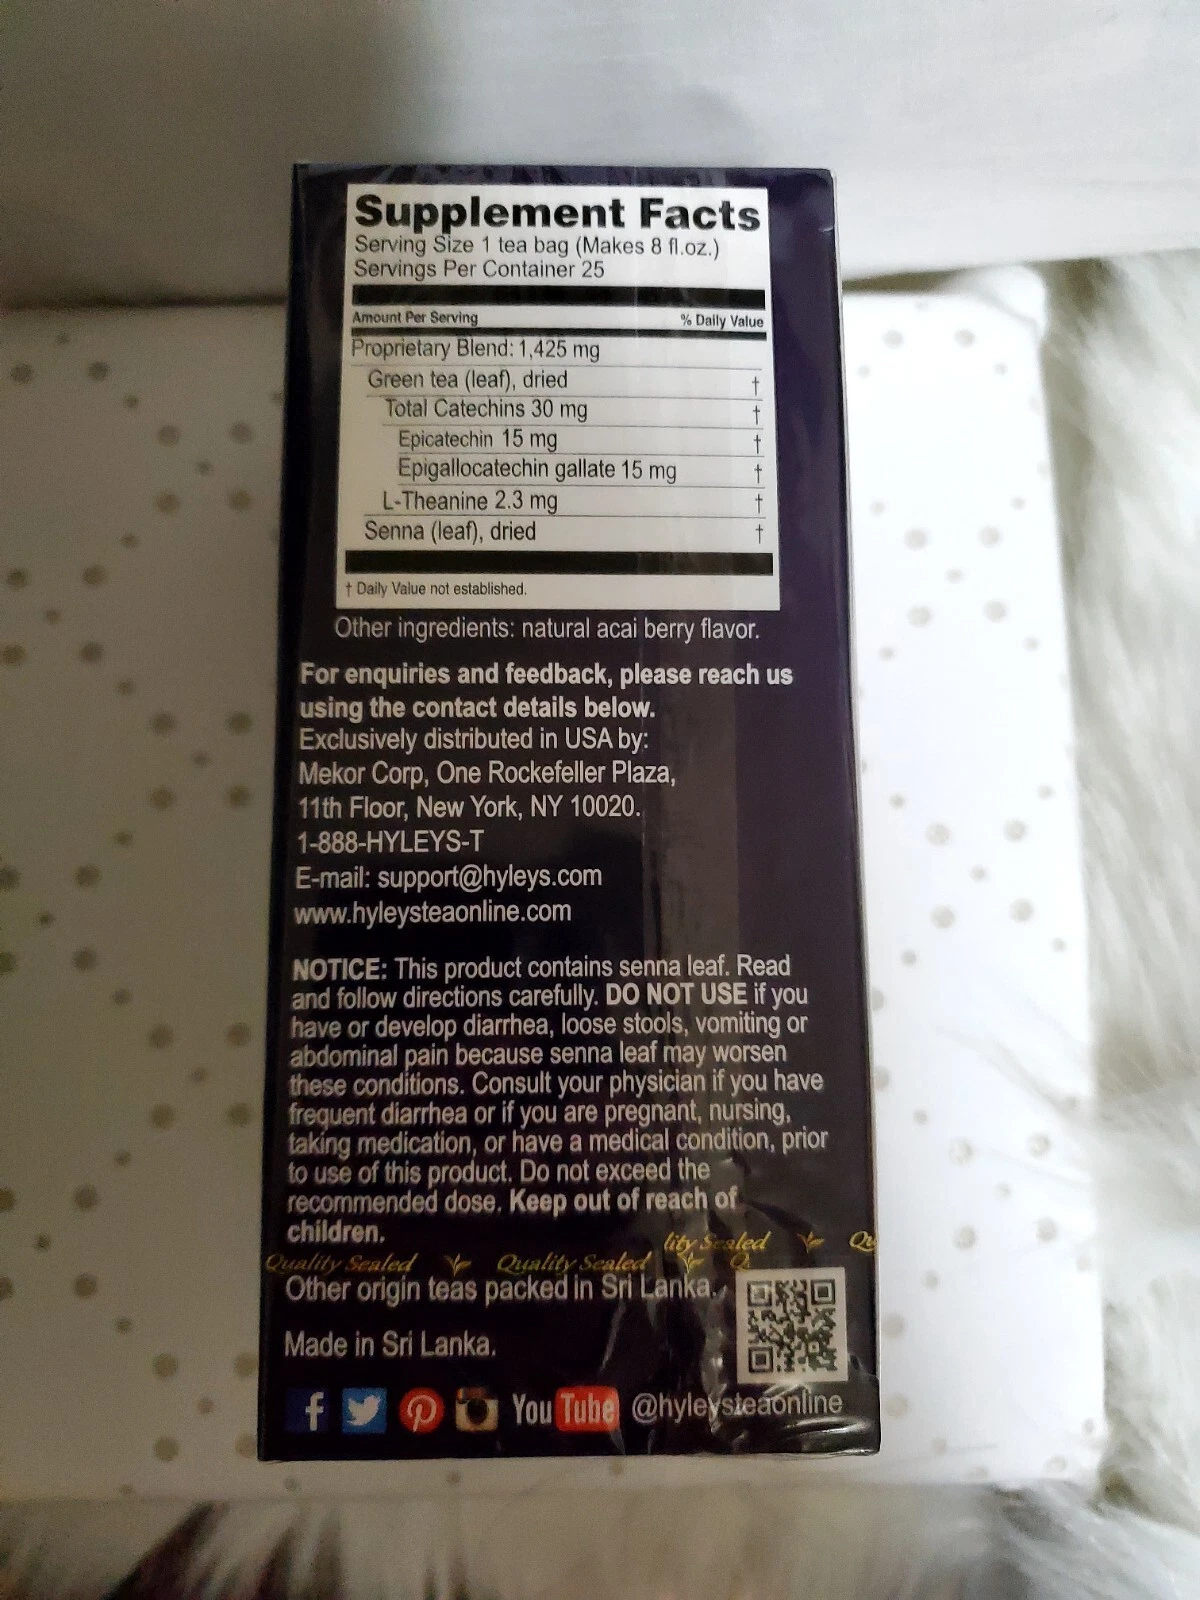 Supplement Facts
Serving Size 1 tea bag (Makes 8 fl.oz.)
Servings Per Container 25
Amount Per Serving % Daily Value
Proprietary Blend: 1,425 mg
Green tea (leaf), dried †
Total Catechins 30 mg †
Epicatechin 15 mg †
Epigallocatechin gallate 15 mg †
L-Theanine 2.3 mg †
Senna (leaf), dried †
† Daily Value not established.
Other ingredients: natural acai berry flavor.
For enquiries and feedback, please reach us
using the contact details below.
Exclusively distributed in USA by:
Mekor Corp, One Rockefeller Plaza,
11th Floor, New York, NY 10020.
1-888-HYLEYS-T
E-mail: support@hyleys.com
www.hyleysteaonline.com
NOTICE: This product contains senna leaf. Read
and follow directions carefully. DO NOT USE if you
have or develop diarrhea, loose stools, vomiting or
abdominal pain because senna leaf may worsen
these conditions. Consult your physician if you have
frequent diarrhea or if you are pregnant, nursing,
taking medication, or have a medical condition, prior
to use of this product. Do not exceed the
recommended dose. Keep out of reach of
children.
lity Sealed Qu
Quality Sealed Quality Sealed Q
Other origin teas packed in Sri Lanka.
Made in Sri Lanka.
You Tube @hyleysteaonline